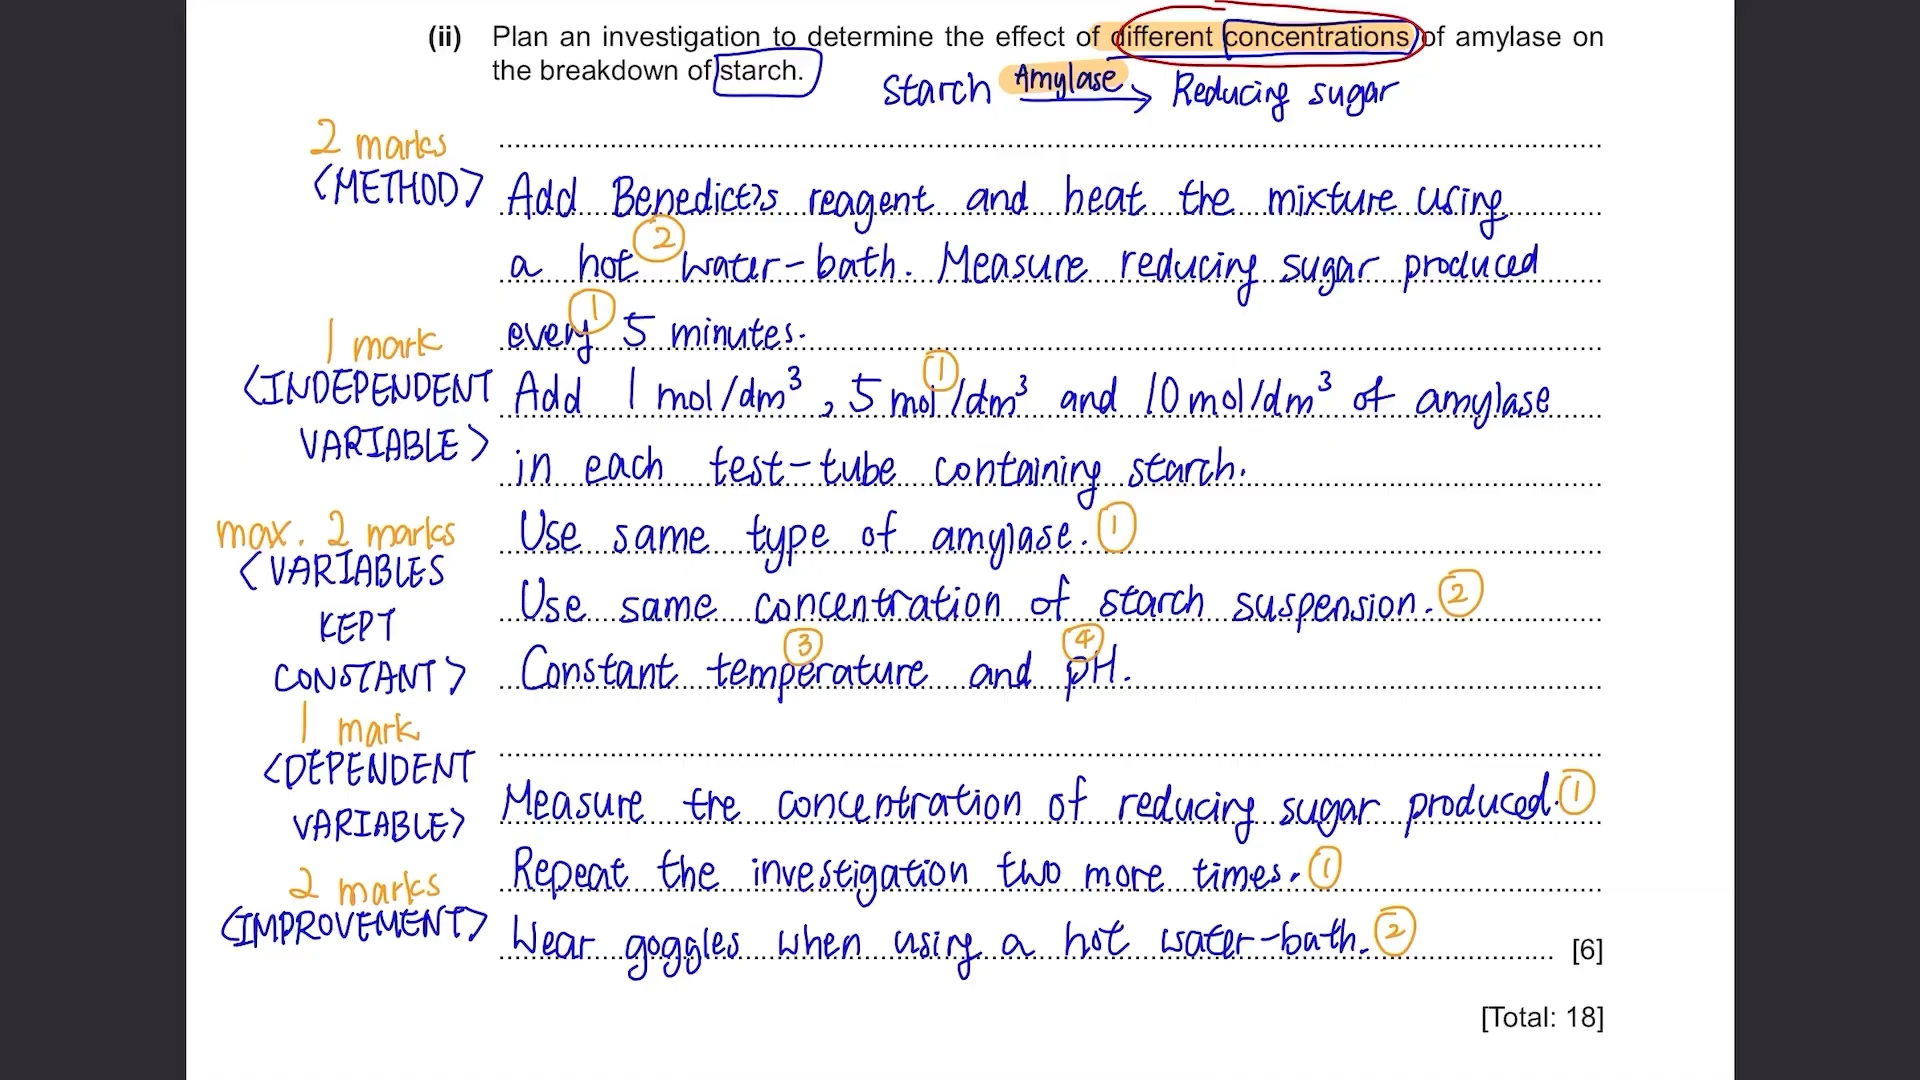 (ii) Plan an investigation to determine the effect of different concentrations of amylase on
the breakdown of starch.
Starch Amylase → Reducing sugar
2 marks
<METHOD> Add Benedict's reagent and heat the mixture using
a hot ② water-bath. Measure reducing sugar produced
every ① 5 minutes.
1 mark
<INDEPENDENT Add 1 mol/dm³, 5 mol/dm³ ① and 10 mol/dm³ of amylase
VARIABLE> in each test-tube containing starch.
max. 2 marks Use same type of amylase. ①
<VARIABLES
KEPT Use same concentration of starch suspension. ②
CONSTANT> Constant temperature ③ and pH. ④
1 mark
<DEPENDENT
VARIABLE> Measure tre concentration of reducing sugar produced. ①
2 marks Repeat the investigation two more times. ①
<IMPROVEMENT> Wear goggles when using a hot water-bath. ② [6]
[Total: 18]